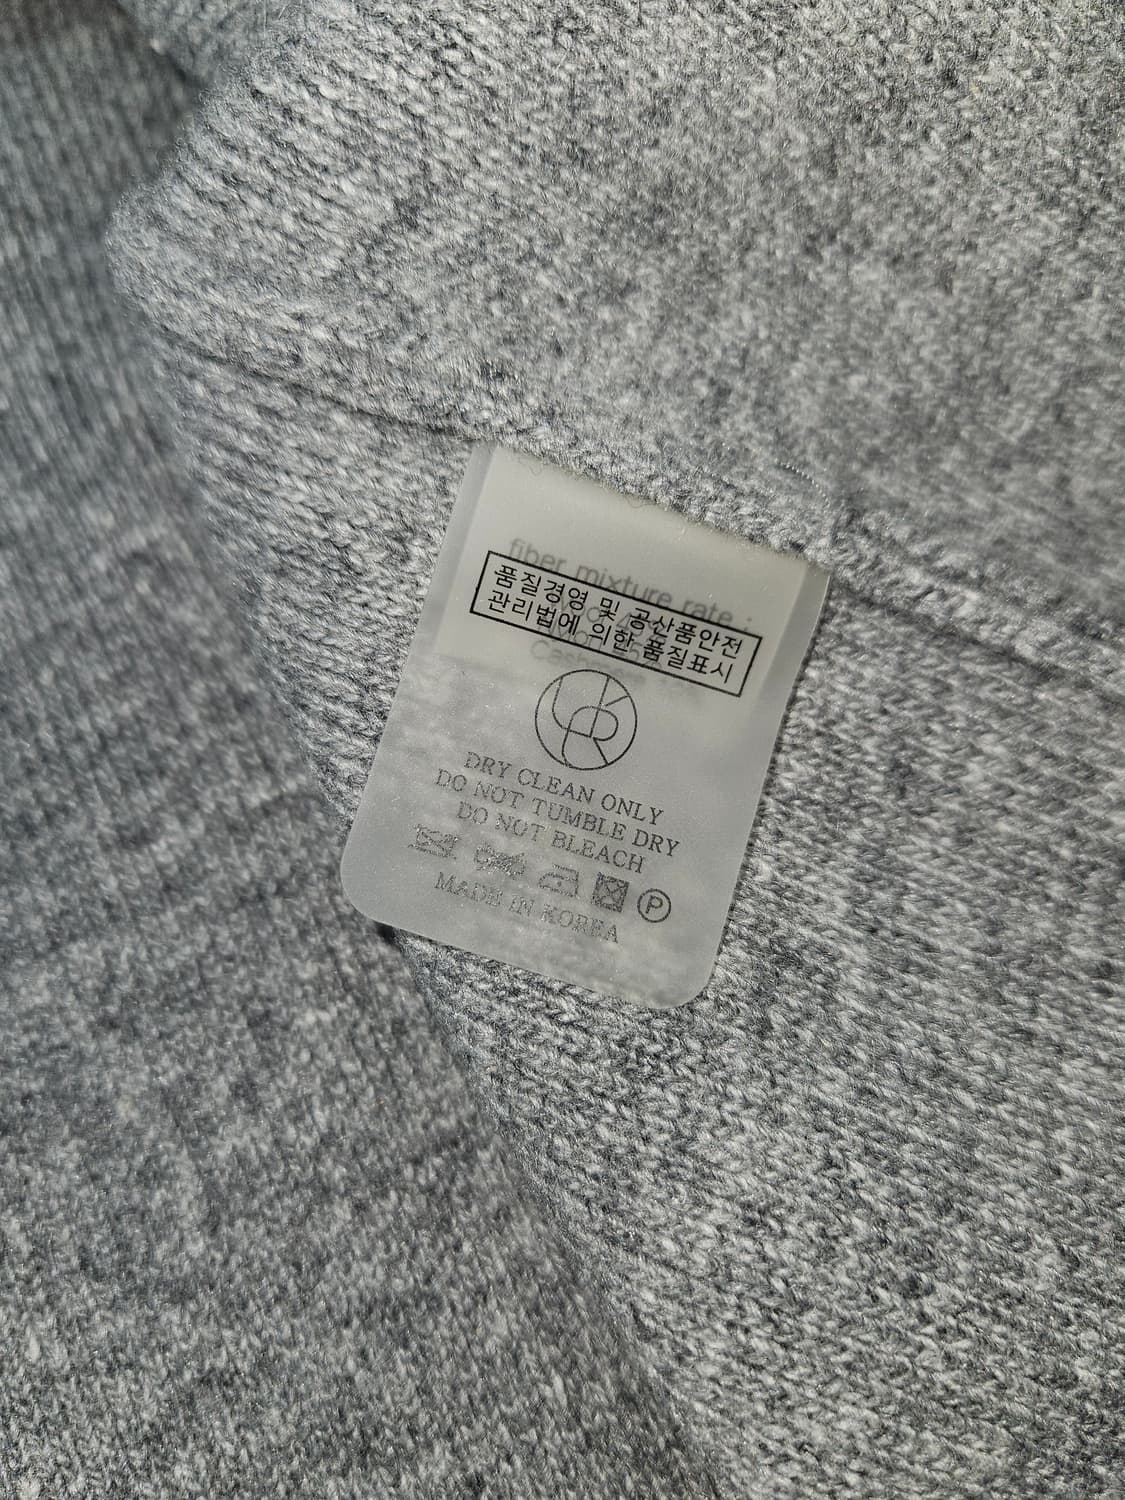 fiber mixture rate :
품질경영 및 공산품안전
관리법에 의한 품질표시
DRY CLEAN ONLY
DO NOT TUMBLE DRY
DO NOT BLEACH
P
MADE IN KOREA